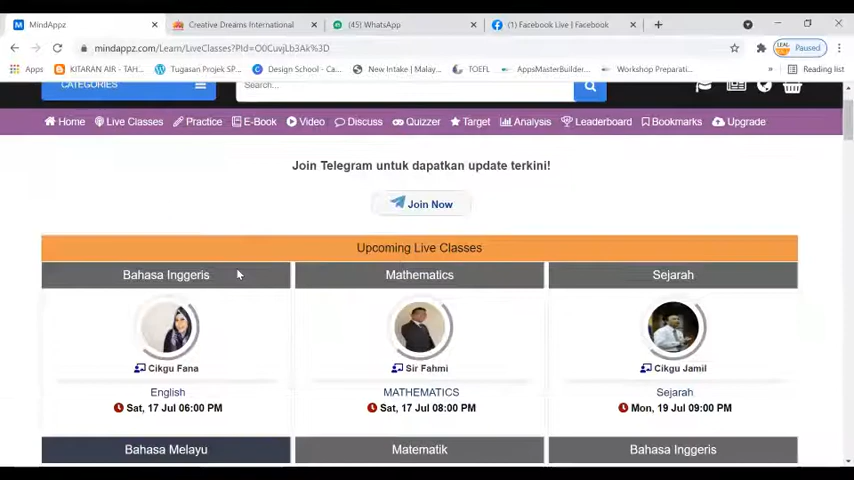 MindAppz
Creative Dreams International
(45) WhatsApp
(1) Facebook Live | Facebook
mindappz.com/Learn/LiveClasses?PId=O0CuvjLb3Ak%3D
Paused
Apps
KITARAN AIR - TAH...
Tugasan Projek SP...
Design School - Ca...
New Intake | Malay...
TOEFL
AppsMasterBuilder...
Workshop Preparati...
Reading list
CATEGORIES
Search...
Home
Live Classes
Practice
E-Book
Video
Discuss
Quizzer
Target
Analysis
Leaderboard
Bookmarks
Upgrade
Join Telegram untuk dapatkan update terkini!
Join Now
Upcoming Live Classes
Bahasa Inggeris
Mathematics
Sejarah
Cikgu Fana
Sir Fahmi
Cikgu Jamil
English
MATHEMATICS
Sejarah
Sat, 17 Jul 06:00 PM
Sat, 17 Jul 08:00 PM
Mon, 19 Jul 09:00 PM
Bahasa Melayu
Matematik
Bahasa Inggeris